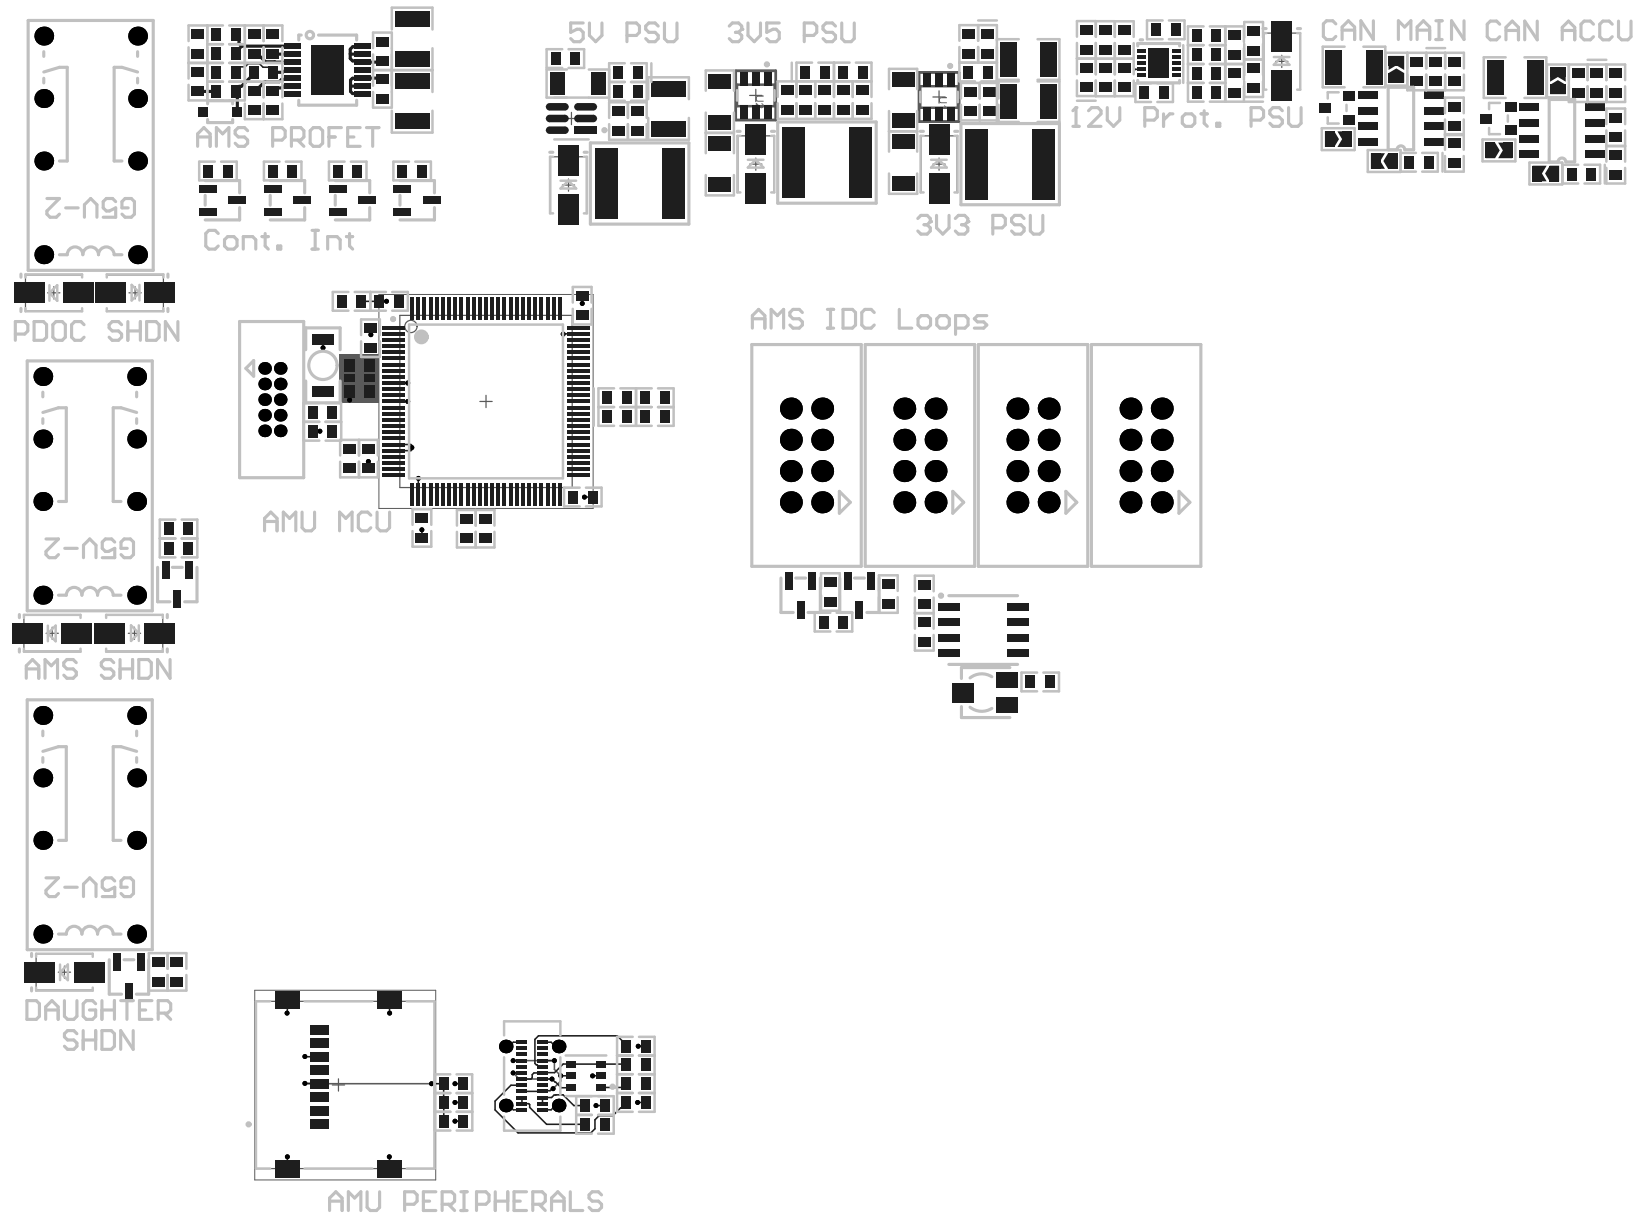 5V PSU
3V5 PSU
CAN MAIN
CAN ACCU
12V Prot. PSU
AMS PROFET
G5V-2
Cont. Int
3V3 PSU
PDOC SHDN
AMS IDC Loops
AMU MCU
G5V-2
AMS SHDN
G5V-2
DAUGHTER
SHDN
AMU PERIPHERALS